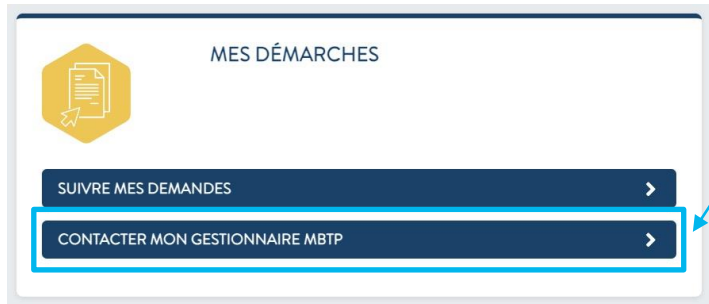 MES DÉMARCHES
SUIVRE MES DEMANDES
CONTACTER MON GESTIONNAIRE MBTP